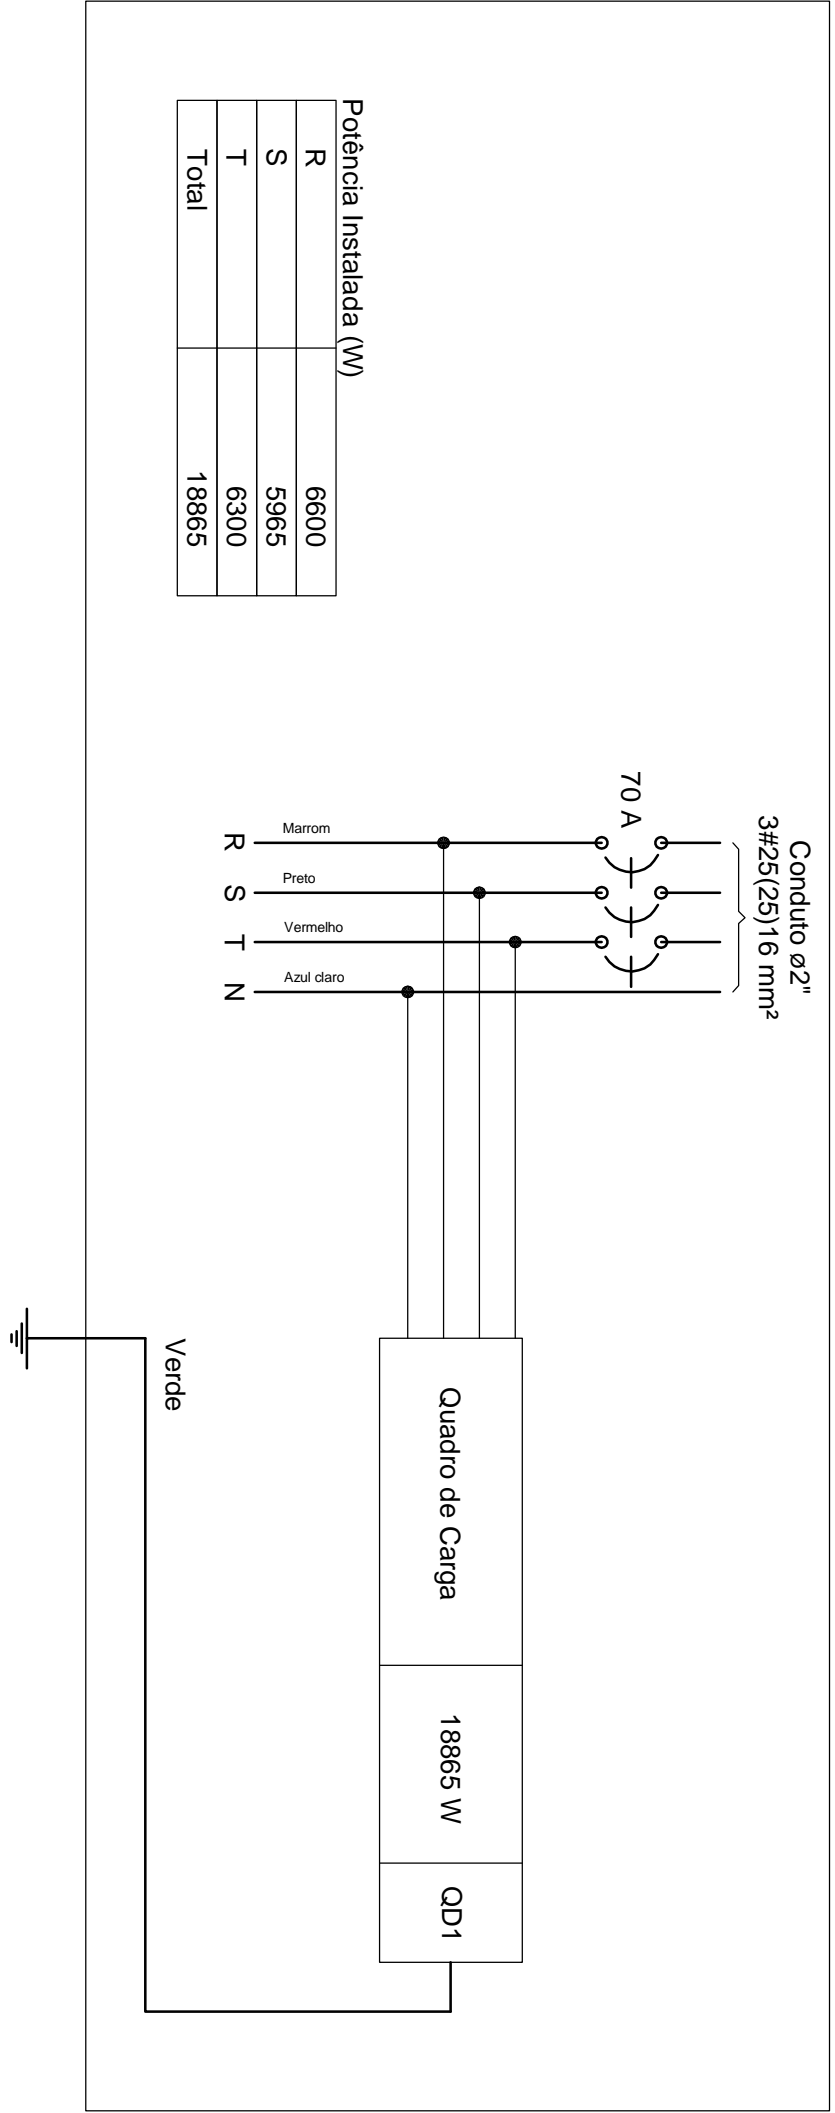 Conduto ø2"
3#25(25)16 mm²
70 A
Marrom
Preto
Vermelho
Azul claro
R
S
T
N
Quadro de Carga
18865 W
QD1
Verde
Potência Instalada (W)
R 6600
S 5965
T 6300
Total 18865